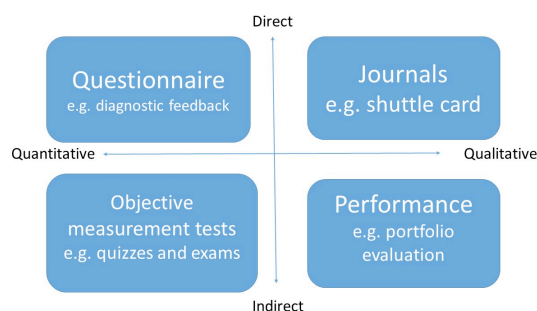 Direct
Questionnaire
e.g. diagnostic feedback
Journals
e.g. shuttle card
Quantitative
Qualitative
Objective
measurement tests
e.g. quizzes and exams
Performance
e.g. portfolio
evaluation
Indirect